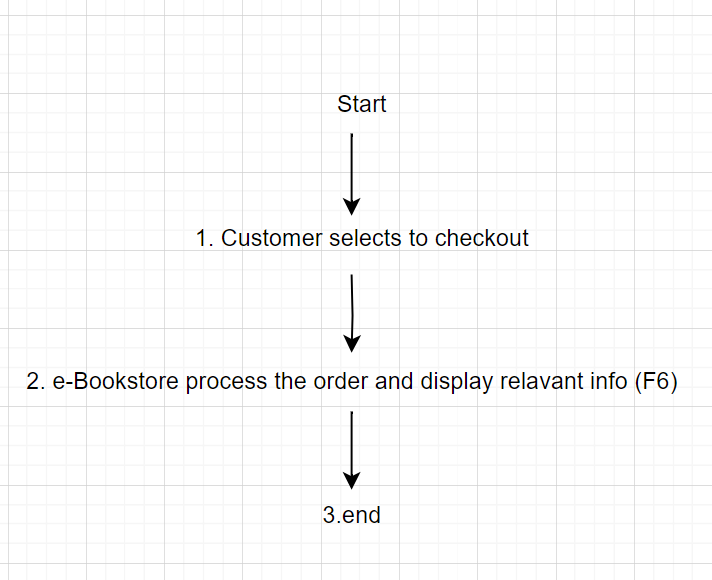 Start
1. Customer selects to checkout
2. e-Bookstore process the order and display relavant info (F6)
3.end